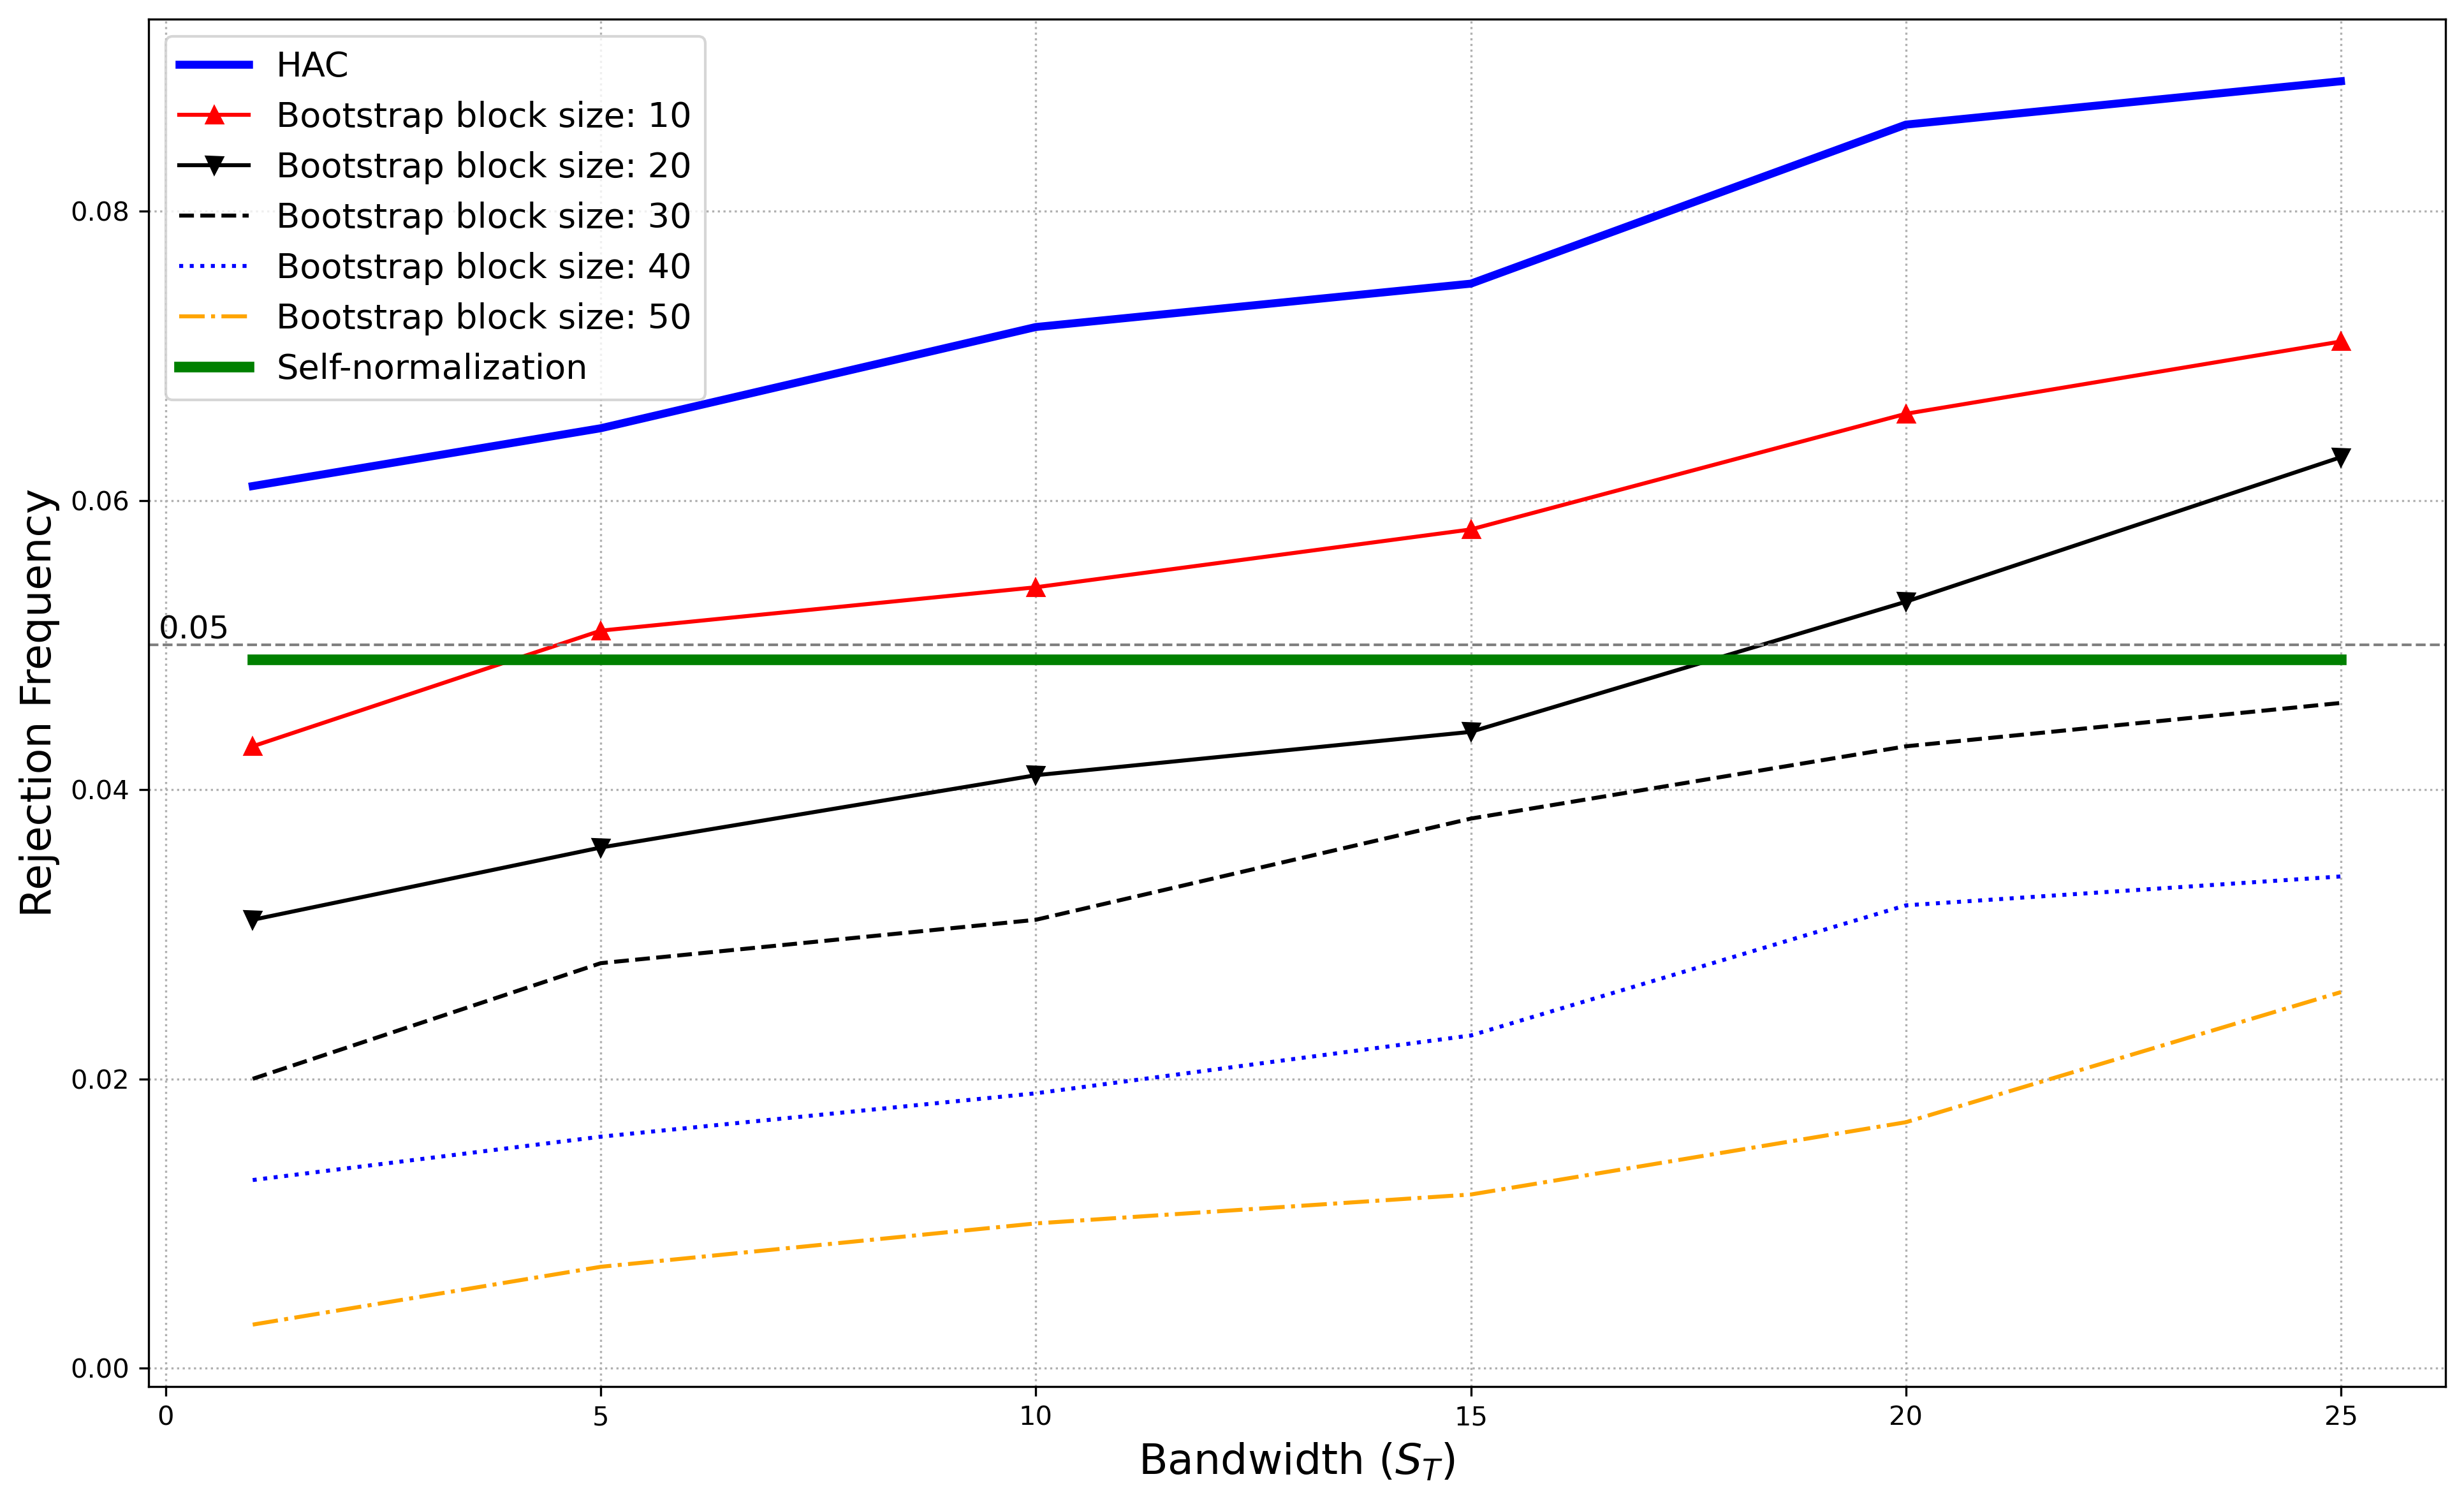 HAC
Bootstrap block size: 10
Bootstrap block size: 20
Bootstrap block size: 30
Bootstrap block size: 40
Bootstrap block size: 50
Self-normalization
Rejection Frequency
0.08
0.06
0.05
0.04
0.02
0.00
0 5 10 15 20 25
Bandwidth (S_T)